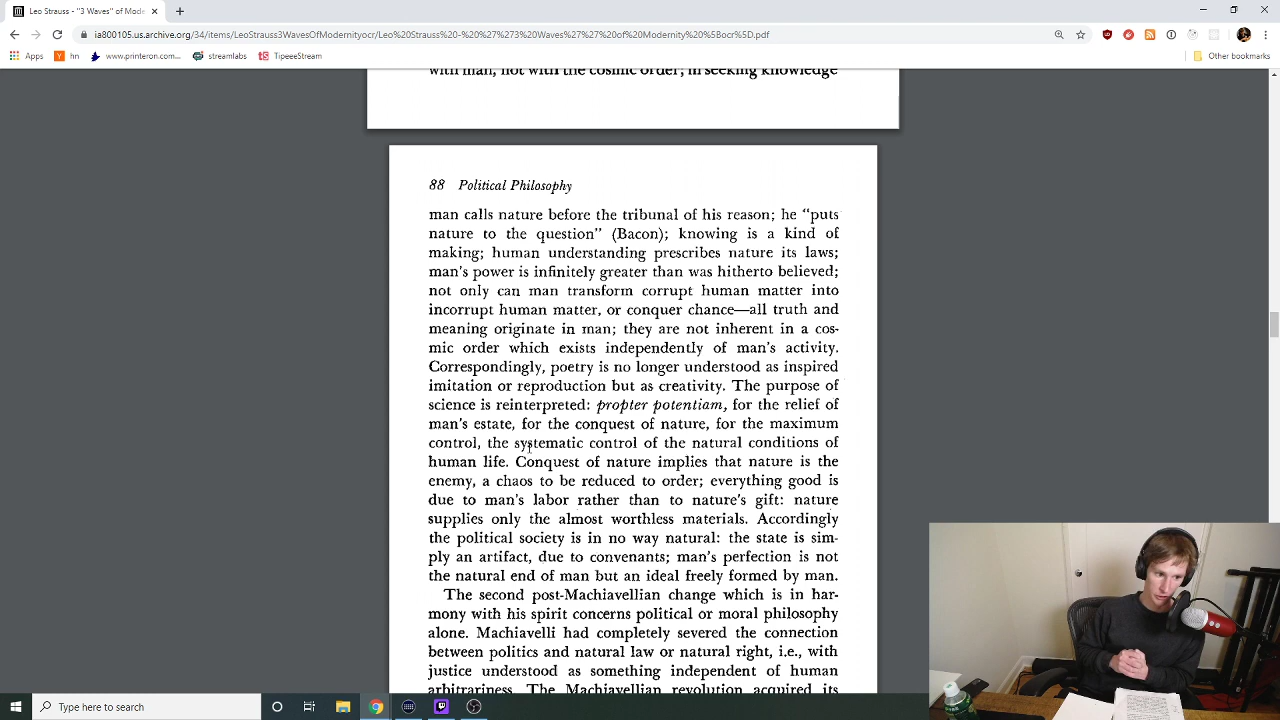 Leo Strauss "3 Waves" of Mode
ia800105.us.archive.org/34/items/LeoStrauss3WavesOfModernityocr/Leo%20Strauss%20-%20%27%273%20Waves%27%27%20of%20Modernity%20%5Bocr%5D.pdf
Apps
hn
www.printeron.com...
streamlabs
TipeeeStream
Other bookmarks
with man, not with the cosmic order; in seeking knowledge
88 Political Philosophy
man calls nature before the tribunal of his reason; he "puts
nature to the question" (Bacon); knowing is a kind of
making; human understanding prescribes nature its laws;
man's power is infinitely greater than was hitherto believed;
not only can man transform corrupt human matter into
incorrupt human matter, or conquer chance—all truth and
meaning originate in man; they are not inherent in a cos-
mic order which exists independently of man's activity.
Correspondingly, poetry is no longer understood as inspired
imitation or reproduction but as creativity. The purpose of
science is reinterpreted: propter potentiam, for the relief of
man's estate, for the conquest of nature, for the maximum
control, the systematic control of the natural conditions of
human life. Conquest of nature implies that nature is the
enemy, a chaos to be reduced to order; everything good is
due to man's labor rather than to nature's gift: nature
supplies only the almost worthless materials. Accordingly
the political society is in no way natural: the state is sim-
ply an artifact, due to convenants; man's perfection is not
the natural end of man but an ideal freely formed by man.
The second post-Machiavellian change which is in har-
mony with his spirit concerns political or moral philosophy
alone. Machiavelli had completely severed the connection
between politics and natural law or natural right, i.e., with
justice understood as something independent of human
arbitrariness. The Machiavellian revolution acquired its
Type here to search